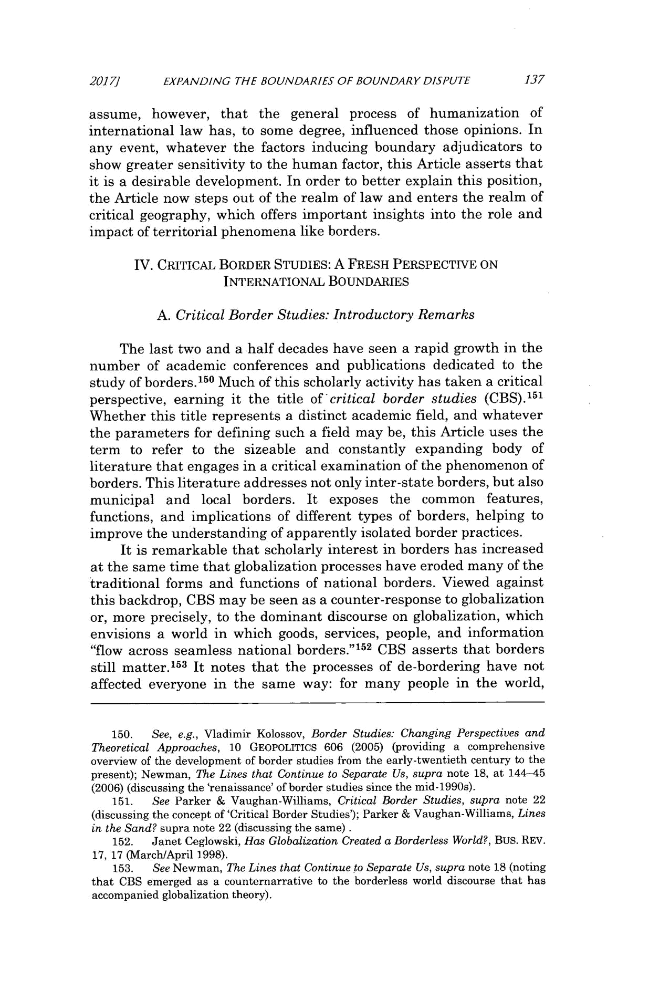 2017] EXPANDING THE BOUNDARIES OF BOUNDARY DISPUTE 137
assume, however, that the general process of humanization of
international law has, to some degree, influenced those opinions. In
any event, whatever the factors inducing boundary adjudicators to
show greater sensitivity to the human factor, this Article asserts that
it is a desirable development. In order to better explain this position,
the Article now steps out of the realm of law and enters the realm of
critical geography, which offers important insights into the role and
impact of territorial phenomena like borders.
IV. CRITICAL BORDER STUDIES: A FRESH PERSPECTIVE ON
INTERNATIONAL BOUNDARIES
A. Critical Border Studies: Introductory Remarks
The last two and a half decades have seen a rapid growth in the
number of academic conferences and publications dedicated to the
study of borders.150 Much of this scholarly activity has taken a critical
perspective, earning it the title of critical border studies (CBS).151
Whether this title represents a distinct academic field, and whatever
the parameters for defining such a field may be, this Article uses the
term to refer to the sizeable and constantly expanding body of
literature that engages in a critical examination of the phenomenon of
borders. This literature addresses not only inter-state borders, but also
municipal and local borders. It exposes the common features,
functions, and implications of different types of borders, helping to
improve the understanding of apparently isolated border practices.
It is remarkable that scholarly interest in borders has increased
at the same time that globalization processes have eroded many of the
traditional forms and functions of national borders. Viewed against
this backdrop, CBS may be seen as a counter-response to globalization
or, more precisely, to the dominant discourse on globalization, which
envisions a world in which goods, services, people, and information
“flow across seamless national borders.”152 CBS asserts that borders
still matter.153 It notes that the processes of de-bordering have not
affected everyone in the same way: for many people in the world,
150. See, e.g., Vladimir Kolossov, Border Studies: Changing Perspectives and
Theoretical Approaches, 10 GEOPOLITICS 606 (2005) (providing a comprehensive
overview of the development of border studies from the early-twentieth century to the
present); Newman, The Lines that Continue to Separate Us, supra note 18, at 144–45
(2006) (discussing the ‘renaissance’ of border studies since the mid-1990s).
151. See Parker & Vaughan-Williams, Critical Border Studies, supra note 22
(discussing the concept of ‘Critical Border Studies’); Parker & Vaughan-Williams, Lines
in the Sand? supra note 22 (discussing the same) .
152. Janet Ceglowski, Has Globalization Created a Borderless World?, BUS. REV.
17, 17 (March/April 1998).
153. See Newman, The Lines that Continue to Separate Us, supra note 18 (noting
that CBS emerged as a counternarrative to the borderless world discourse that has
accompanied globalization theory).